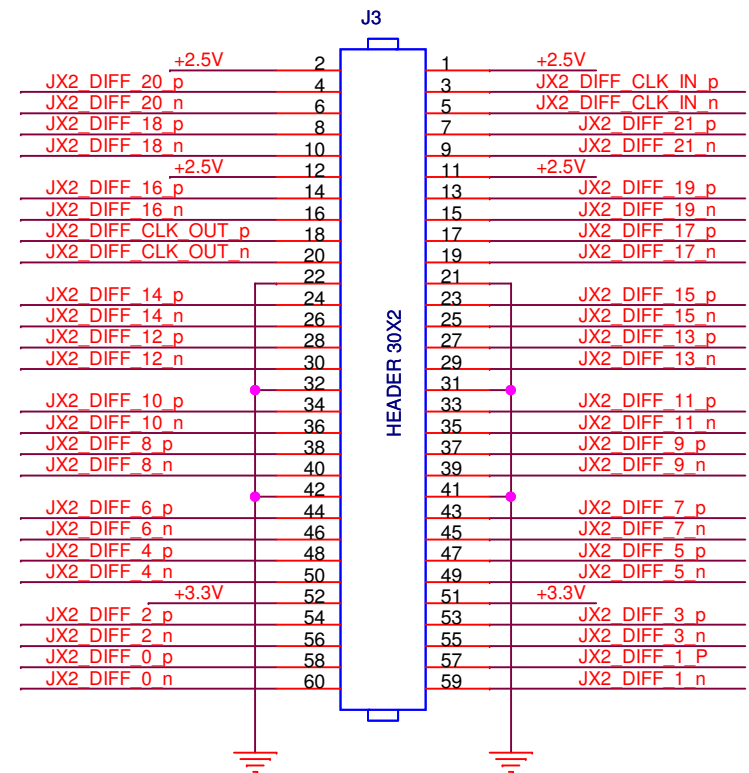 J3
+2.5V 2 1 +2.5V
JX2_DIFF_20_p 4 3 JX2_DIFF_CLK_IN_p
JX2_DIFF_20_n 6 5 JX2_DIFF_CLK_IN_n
JX2_DIFF_18_p 8 7 JX2_DIFF_21_p
JX2_DIFF_18_n 10 9 JX2_DIFF_21_n
+2.5V 12 11 +2.5V
JX2_DIFF_16_p 14 13 JX2_DIFF_19_p
JX2_DIFF_16_n 16 15 JX2_DIFF_19_n
JX2_DIFF_CLK_OUT_p 18 17 JX2_DIFF_17_p
JX2_DIFF_CLK_OUT_n 20 19 JX2_DIFF_17_n
22 21
JX2_DIFF_14_p 24 23 JX2_DIFF_15_p
JX2_DIFF_14_n 26 25 JX2_DIFF_15_n
JX2_DIFF_12_p 28 27 JX2_DIFF_13_p
JX2_DIFF_12_n 30 29 JX2_DIFF_13_n
32 31
JX2_DIFF_10_p 34 33 JX2_DIFF_11_p
JX2_DIFF_10_n 36 35 JX2_DIFF_11_n
JX2_DIFF_8_p 38 37 JX2_DIFF_9_p
JX2_DIFF_8_n 40 39 JX2_DIFF_9_n
42 41
JX2_DIFF_6_p 44 43 JX2_DIFF_7_p
JX2_DIFF_6_n 46 45 JX2_DIFF_7_n
JX2_DIFF_4_p 48 47 JX2_DIFF_5_p
JX2_DIFF_4_n 50 49 JX2_DIFF_5_n
+3.3V 52 51 +3.3V
JX2_DIFF_2_p 54 53 JX2_DIFF_3_p
JX2_DIFF_2_n 56 55 JX2_DIFF_3_n
JX2_DIFF_0_p 58 57 JX2_DIFF_1_P
JX2_DIFF_0_n 60 59 JX2_DIFF_1_n
HEADER 30X2